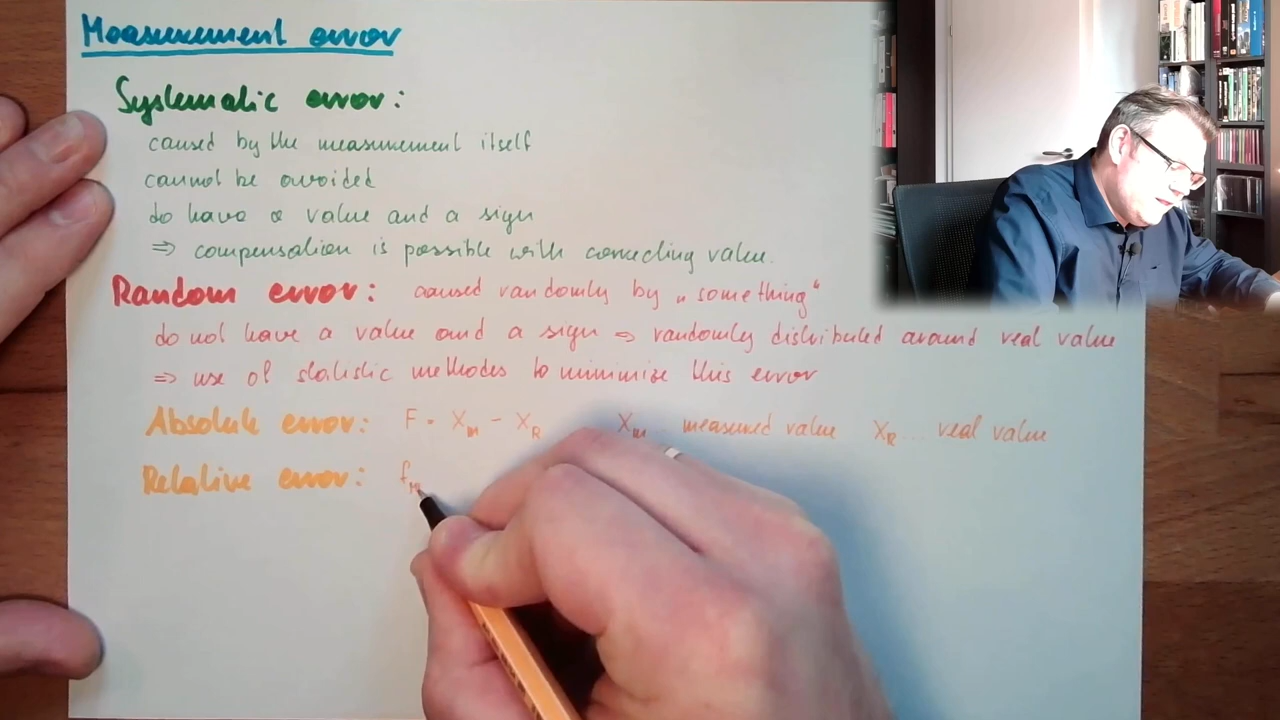 Measurement error
Systematic error:
caused by the measurement itself
cannot be avoided
do have a value and a sign
⇒ compensation is possible with correcting value.
Random error: caused randomly by „something“
do not have a value and a sign ⇒ randomly distributed around real value
⇒ use of statistic methodes to minimize this error
Absolute error: F = X_M - X_R X_M .. measured value X_R ... real value
Relative error: f_M